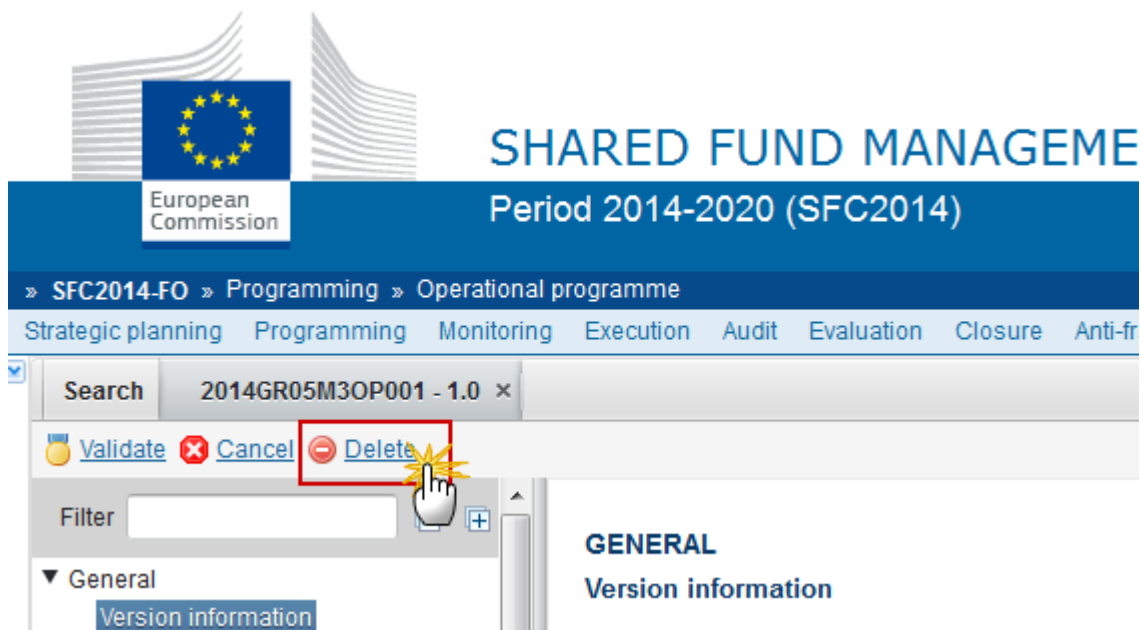 European
Commission
SHARED FUND MANAGEME
Period 2014-2020 (SFC2014)
» SFC2014-FO » Programming » Operational programme
Strategic planning Programming Monitoring Execution Audit Evaluation Closure Anti-fr
Search 2014GR05M3OP001 - 1.0 ×
Validate Cancel Delete
Filter
GENERAL
▼ General
Version information
Version information